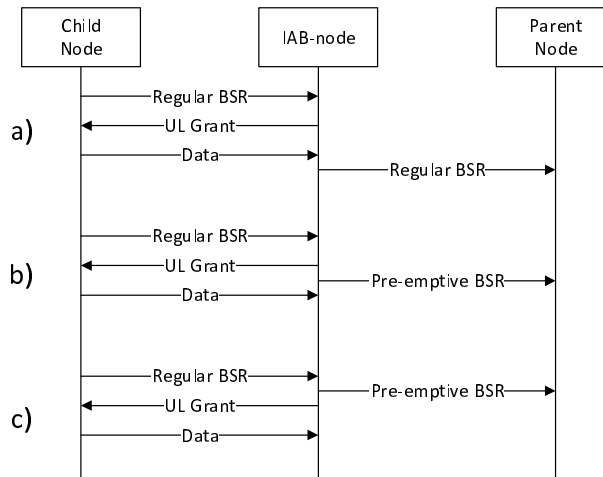 Child
Node
IAB-node
Parent
Node
a)
Regular BSR
UL Grant
Data
Regular BSR
b)
Regular BSR
UL Grant
Pre-emptive BSR
Data
c)
Regular BSR
Pre-emptive BSR
UL Grant
Data